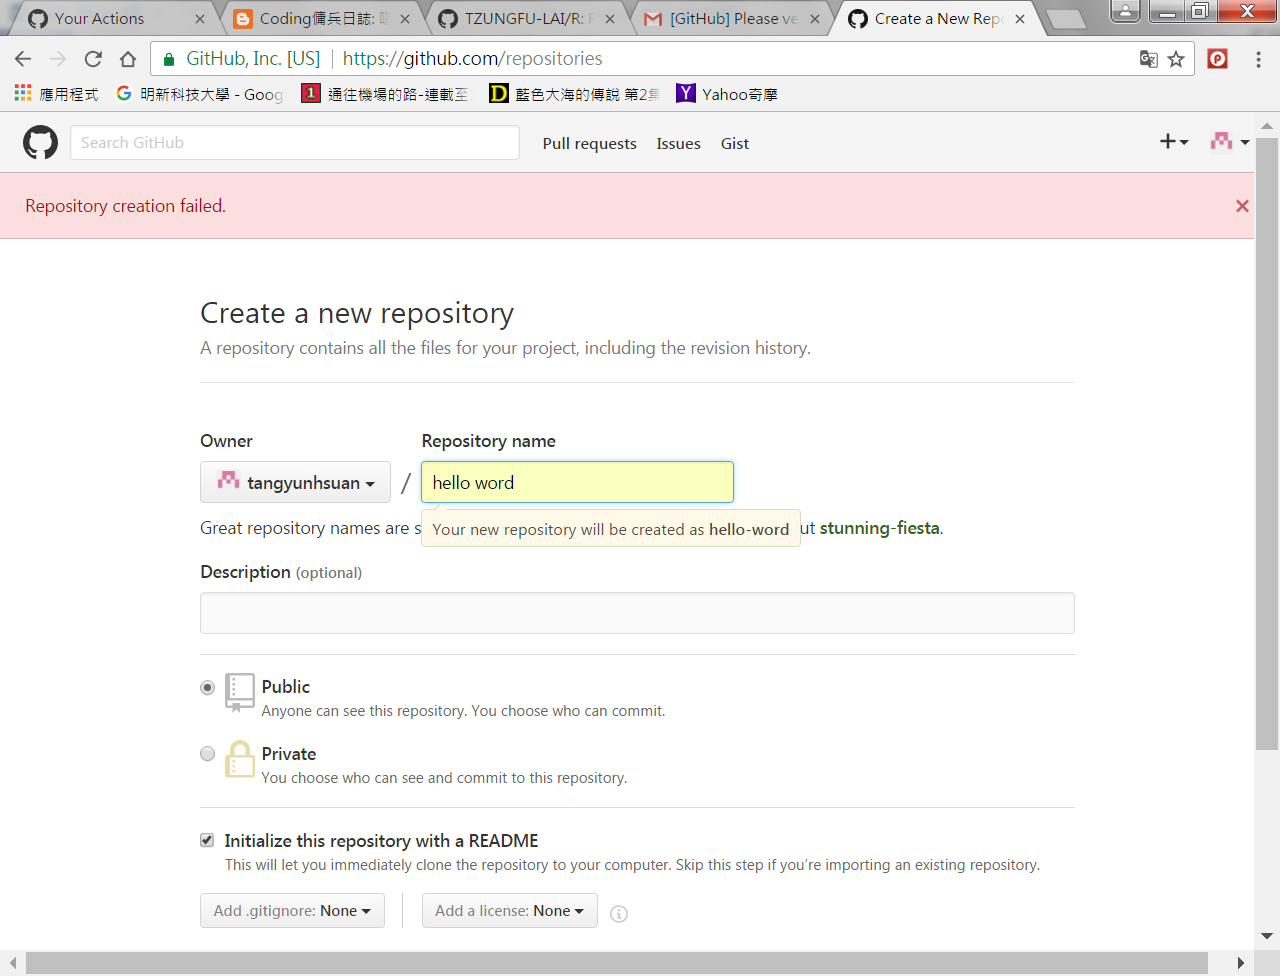 Your Actions
Coding傭兵日誌:
TZUNGFU-LAI/R:
[GitHub] Please ve
Create a New Repo
GitHub, Inc. [US]
https://github.com/repositories
應用程式
明新科技大學 - Goog
通往機場的路-連載至
藍色大海的傳說 第2集
Yahoo奇摩
Search GitHub
Pull requests
Issues
Gist
Repository creation failed.
Create a new repository
A repository contains all the files for your project, including the revision history.
Owner
Repository name
tangyunhsuan
/
hello word
Great repository names are s
Your new repository will be created as hello-word
ut stunning-fiesta.
Description (optional)
Public
Anyone can see this repository. You choose who can commit.
Private
You choose who can see and commit to this repository.
Initialize this repository with a README
This will let you immediately clone the repository to your computer. Skip this step if you’re importing an existing repository.
Add .gitignore: None
Add a license: None